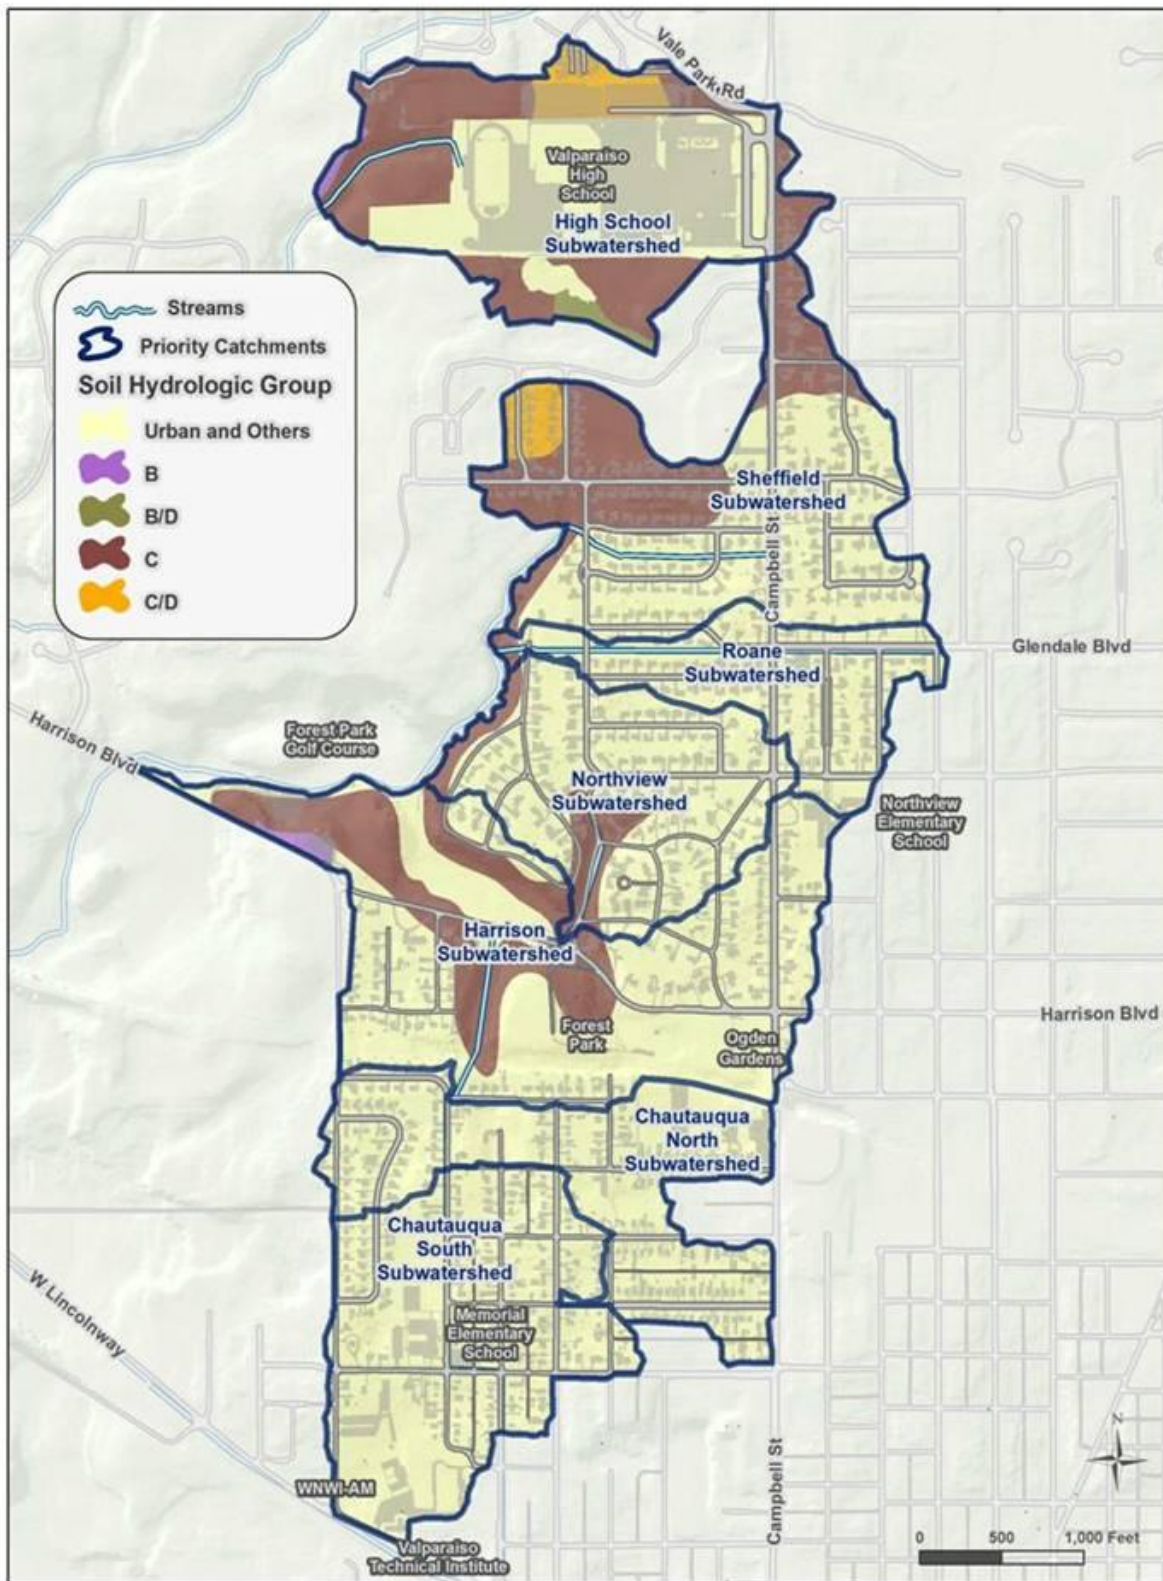 Vale Park Rd
Valparaiso
High
School
High School
Subwatershed
Streams
Priority Catchments
Soil Hydrologic Group
Urban and Others
B
B/D
C
C/D
Sheffield
Subwatershed
Campbell St
Roane
Subwatershed
Glendale Blvd
Harrison Blvd
Forest Park
Golf Course
Northview
Subwatershed
Northview
Elementary
School
Harrison
Subwatershed
Forest
Park
Ogden
Gardens
Harrison Blvd
Chautauqua
North
Subwatershed
Chautauqua
South
Subwatershed
W Lincolnway
Memorial
Elementary
School
WNWI-AM
Valparaiso
Technical Institute
Campbell St
Z
0 500 1,000 Feet